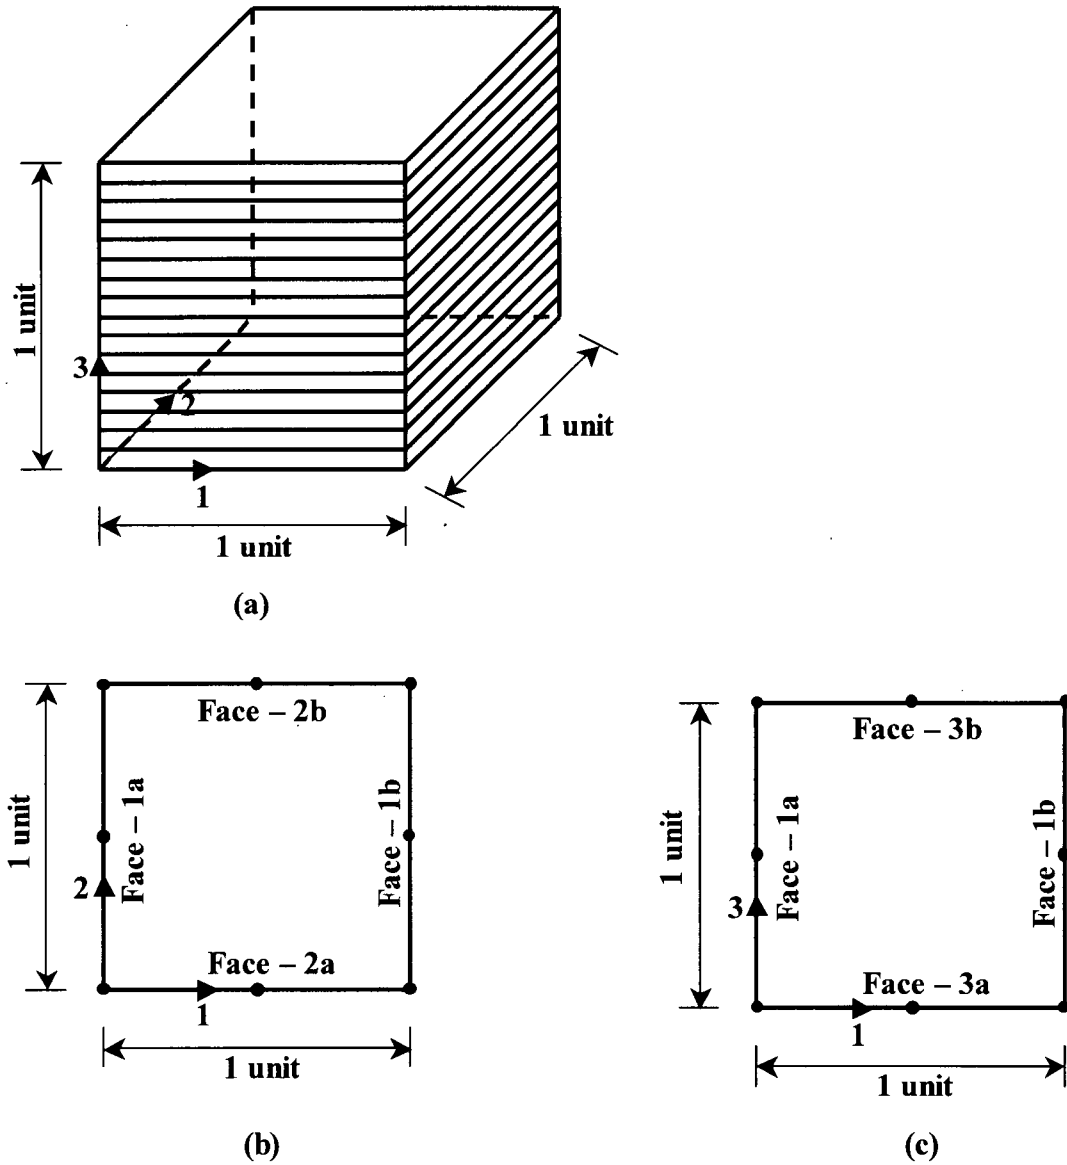 1 unit
3
2
1 unit
1
1 unit
(a)
Face – 2b
1 unit
Face – 1a
Face – 1b
2
Face – 2a
1
1 unit
(b)
Face – 3b
1 unit
Face – 1a
Face – 1b
3
Face – 3a
1
1 unit
(c)